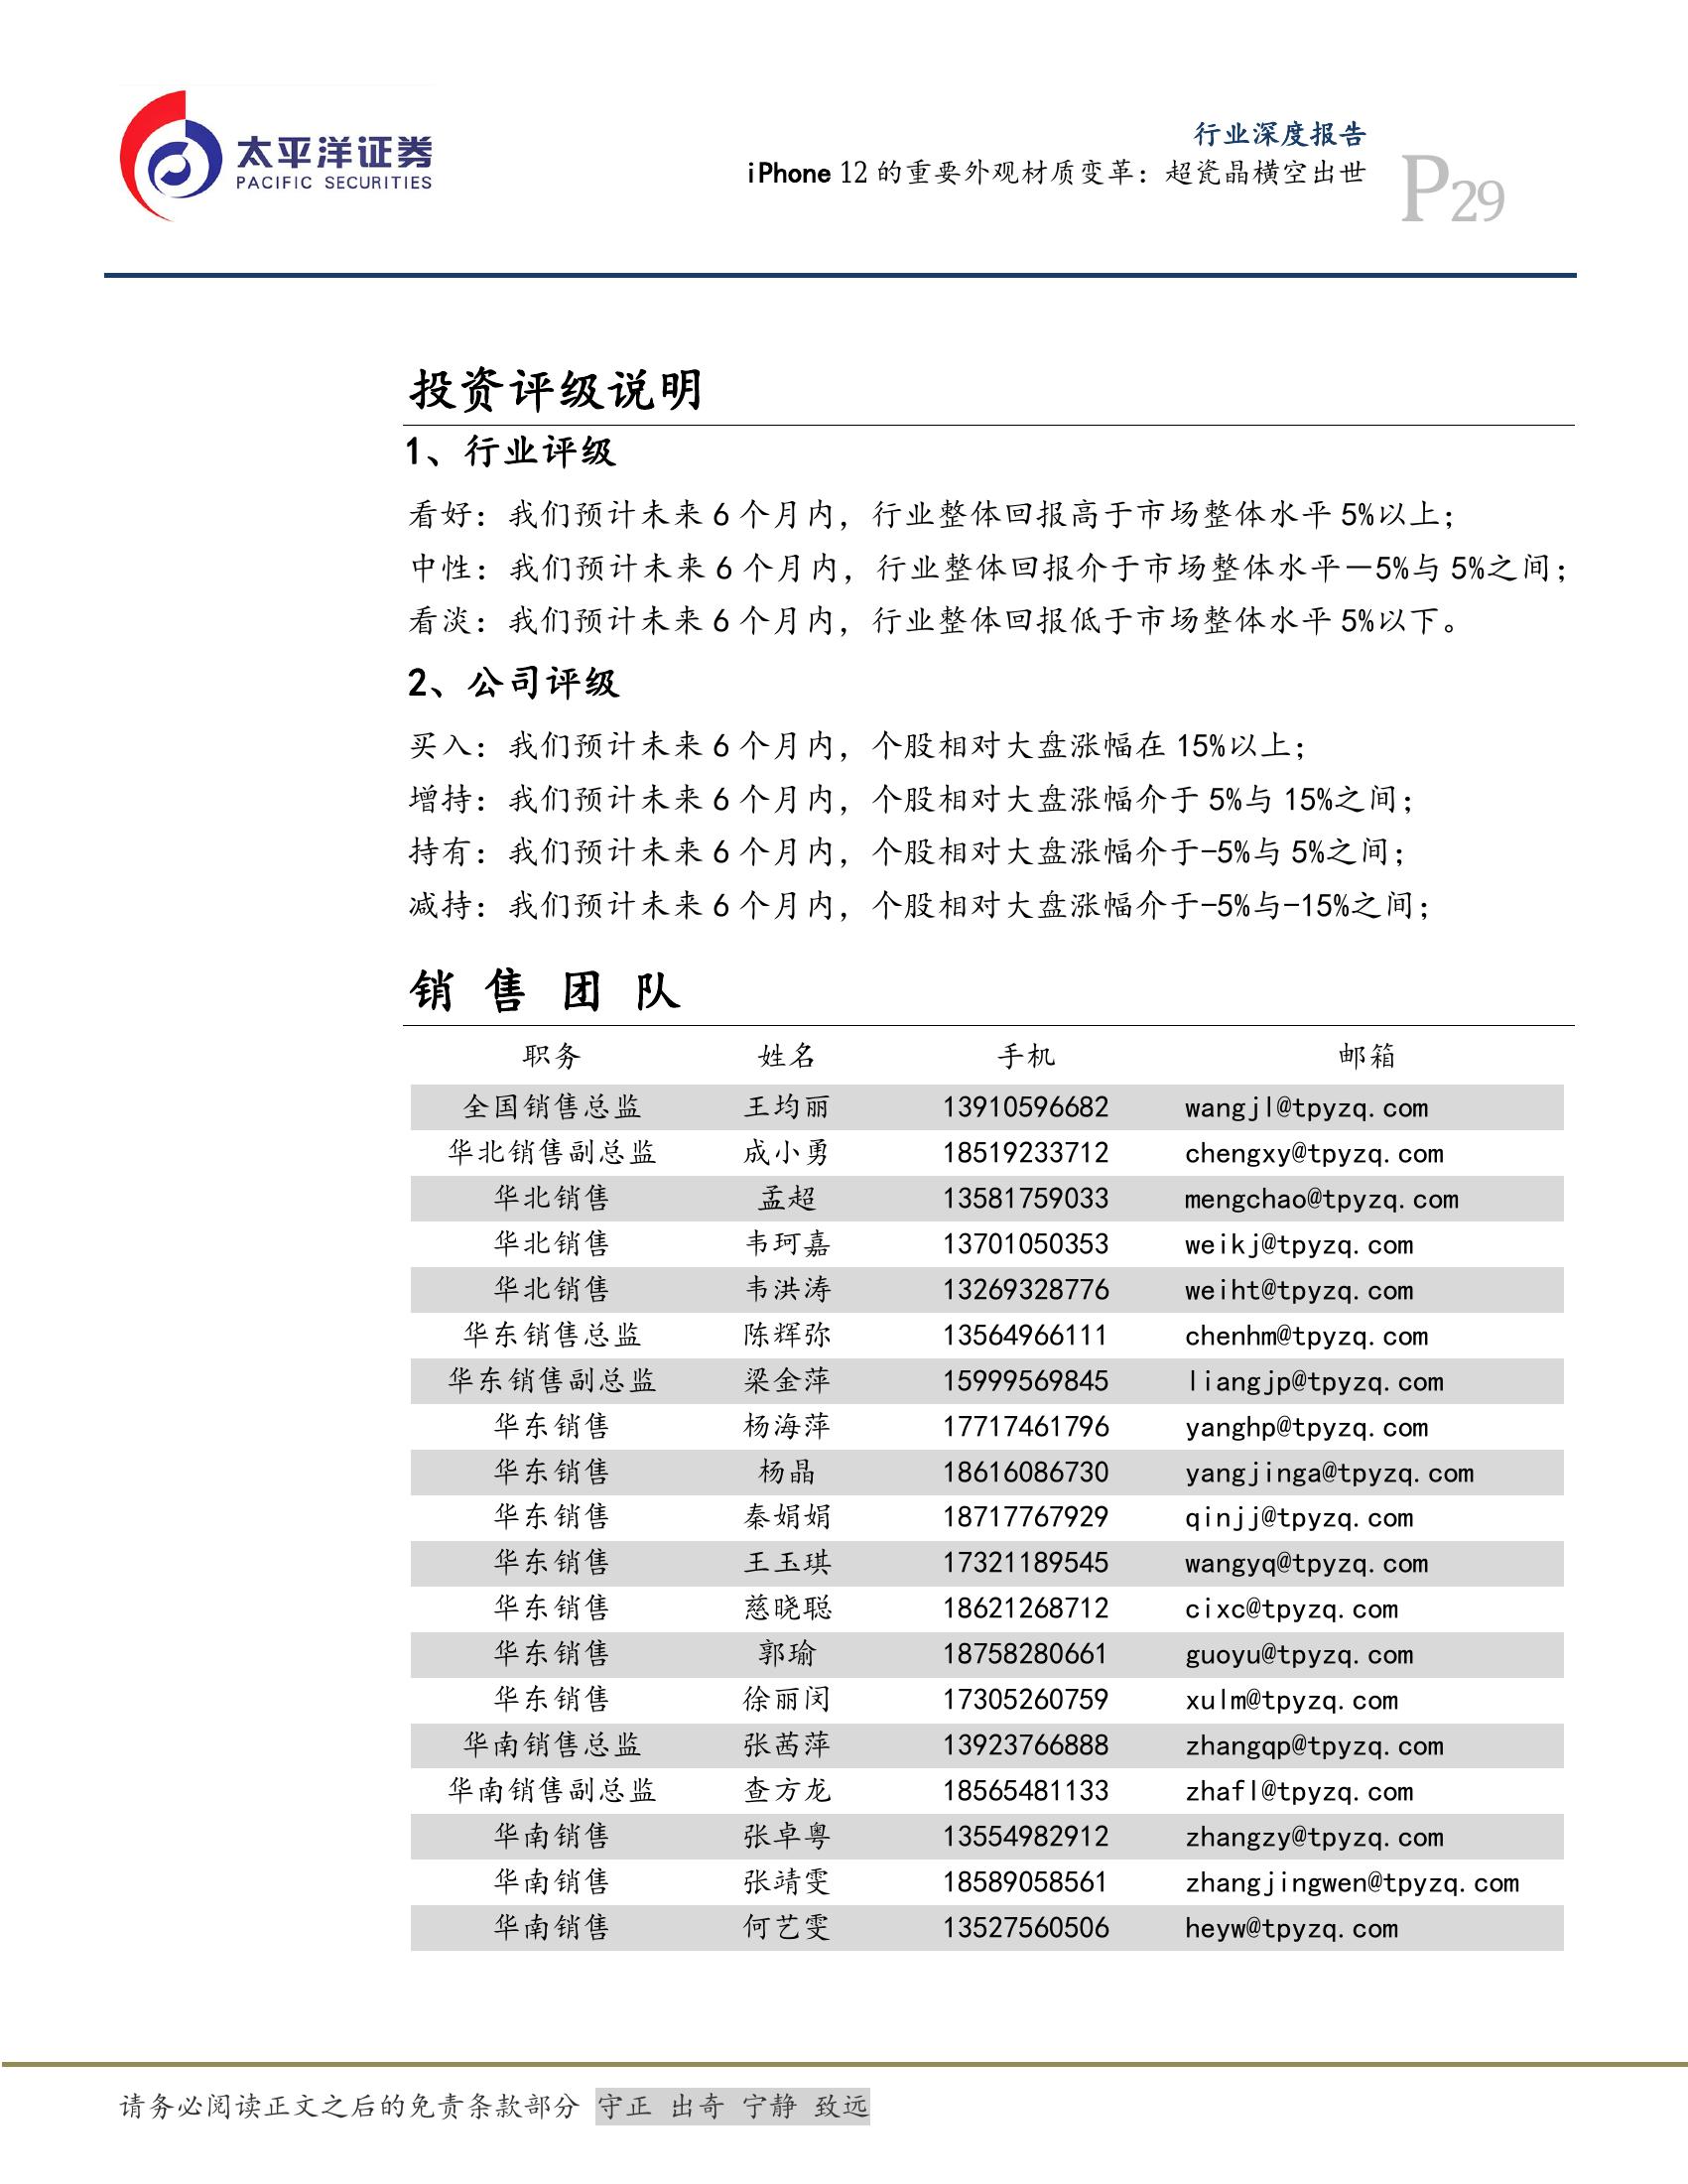 太平洋证券
PACIFIC SECURITIES
行业深度报告
iPhone 12 的重要外观材质变革：超瓷晶横空出世
P29
投资评级说明
1、行业评级
看好：我们预计未来 6 个月内，行业整体回报高于市场整体水平 5%以上；
中性：我们预计未来 6 个月内，行业整体回报介于市场整体水平－5%与 5%之间；
看淡：我们预计未来 6 个月内，行业整体回报低于市场整体水平 5%以下。
2、公司评级
买入：我们预计未来 6 个月内，个股相对大盘涨幅在 15%以上；
增持：我们预计未来 6 个月内，个股相对大盘涨幅介于 5%与 15%之间；
持有：我们预计未来 6 个月内，个股相对大盘涨幅介于-5%与 5%之间；
减持：我们预计未来 6 个月内，个股相对大盘涨幅介于-5%与-15%之间；
销 售 团 队
职务 姓名 手机 邮箱
全国销售总监 王均丽 13910596682 wangjl@tpyzq.com
华北销售副总监 成小勇 18519233712 chengxy@tpyzq.com
华北销售 孟超 13581759033 mengchao@tpyzq.com
华北销售 韦珂嘉 13701050353 weikj@tpyzq.com
华北销售 韦洪涛 13269328776 weiht@tpyzq.com
华东销售总监 陈辉弥 13564966111 chenhm@tpyzq.com
华东销售副总监 梁金萍 15999569845 liangjp@tpyzq.com
华东销售 杨海萍 17717461796 yanghp@tpyzq.com
华东销售 杨晶 18616086730 yangjinga@tpyzq.com
华东销售 秦娟娟 18717767929 qinjj@tpyzq.com
华东销售 王玉琪 17321189545 wangyq@tpyzq.com
华东销售 慈晓聪 18621268712 cixc@tpyzq.com
华东销售 郭瑜 18758280661 guoyu@tpyzq.com
华东销售 徐丽闵 17305260759 xulm@tpyzq.com
华南销售总监 张茜萍 13923766888 zhangqp@tpyzq.com
华南销售副总监 查方龙 18565481133 zhafl@tpyzq.com
华南销售 张卓粤 13554982912 zhangzy@tpyzq.com
华南销售 张靖雯 18589058561 zhangjingwen@tpyzq.com
华南销售 何艺雯 13527560506 heyw@tpyzq.com
请务必阅读正文之后的免责条款部分 守正 出奇 宁静 致远